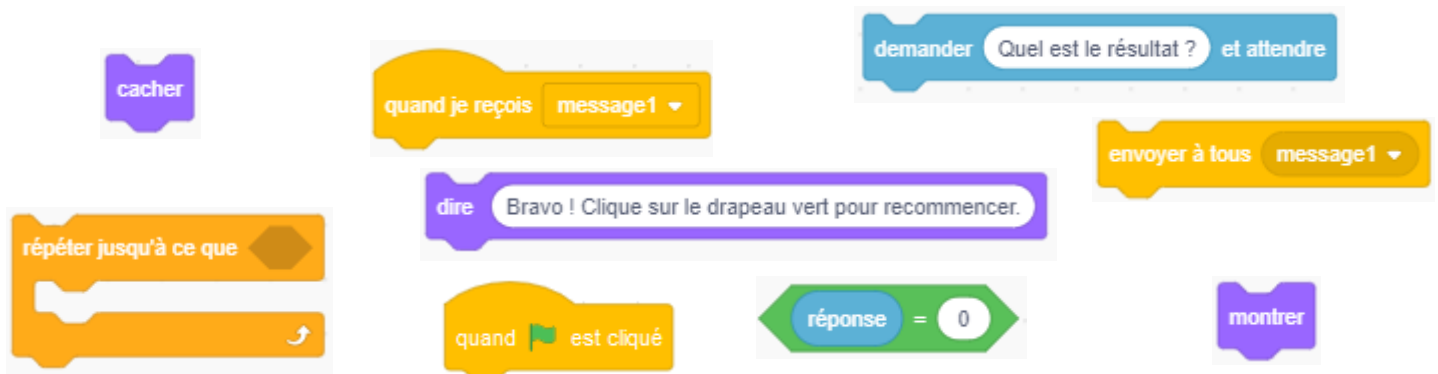 demander Quel est le résultat ? et attendre
cacher
quand je reçois message1
envoyer à tous message1
dire Bravo ! Clique sur le drapeau vert pour recommencer.
répéter jusqu'à ce que
quand est cliqué
réponse = 0
montrer